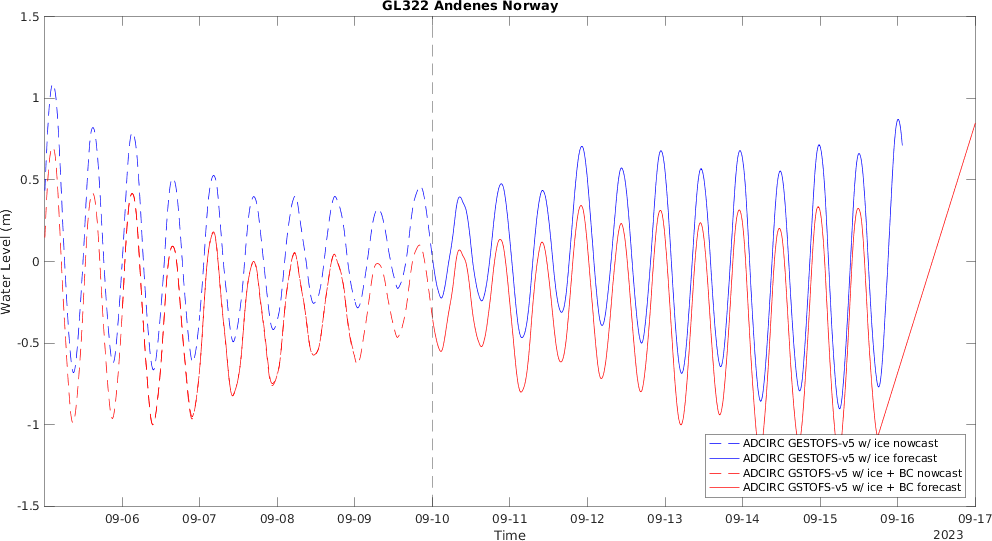 GL322 Andenes Norway
1.5
1
0.5
0
-0.5
-1
-1.5
Water Level (m)
ADCIRC GESTOFS-v5 w/ ice nowcast
ADCIRC GESTOFS-v5 w/ ice forecast
ADCIRC GSTOFS-v5 w/ ice + BC nowcast
ADCIRC GSTOFS-v5 w/ ice + BC forecast
09-06 09-07 09-08 09-09 09-10 09-11 09-12 09-13 09-14 09-15 09-16 09-17
Time
2023